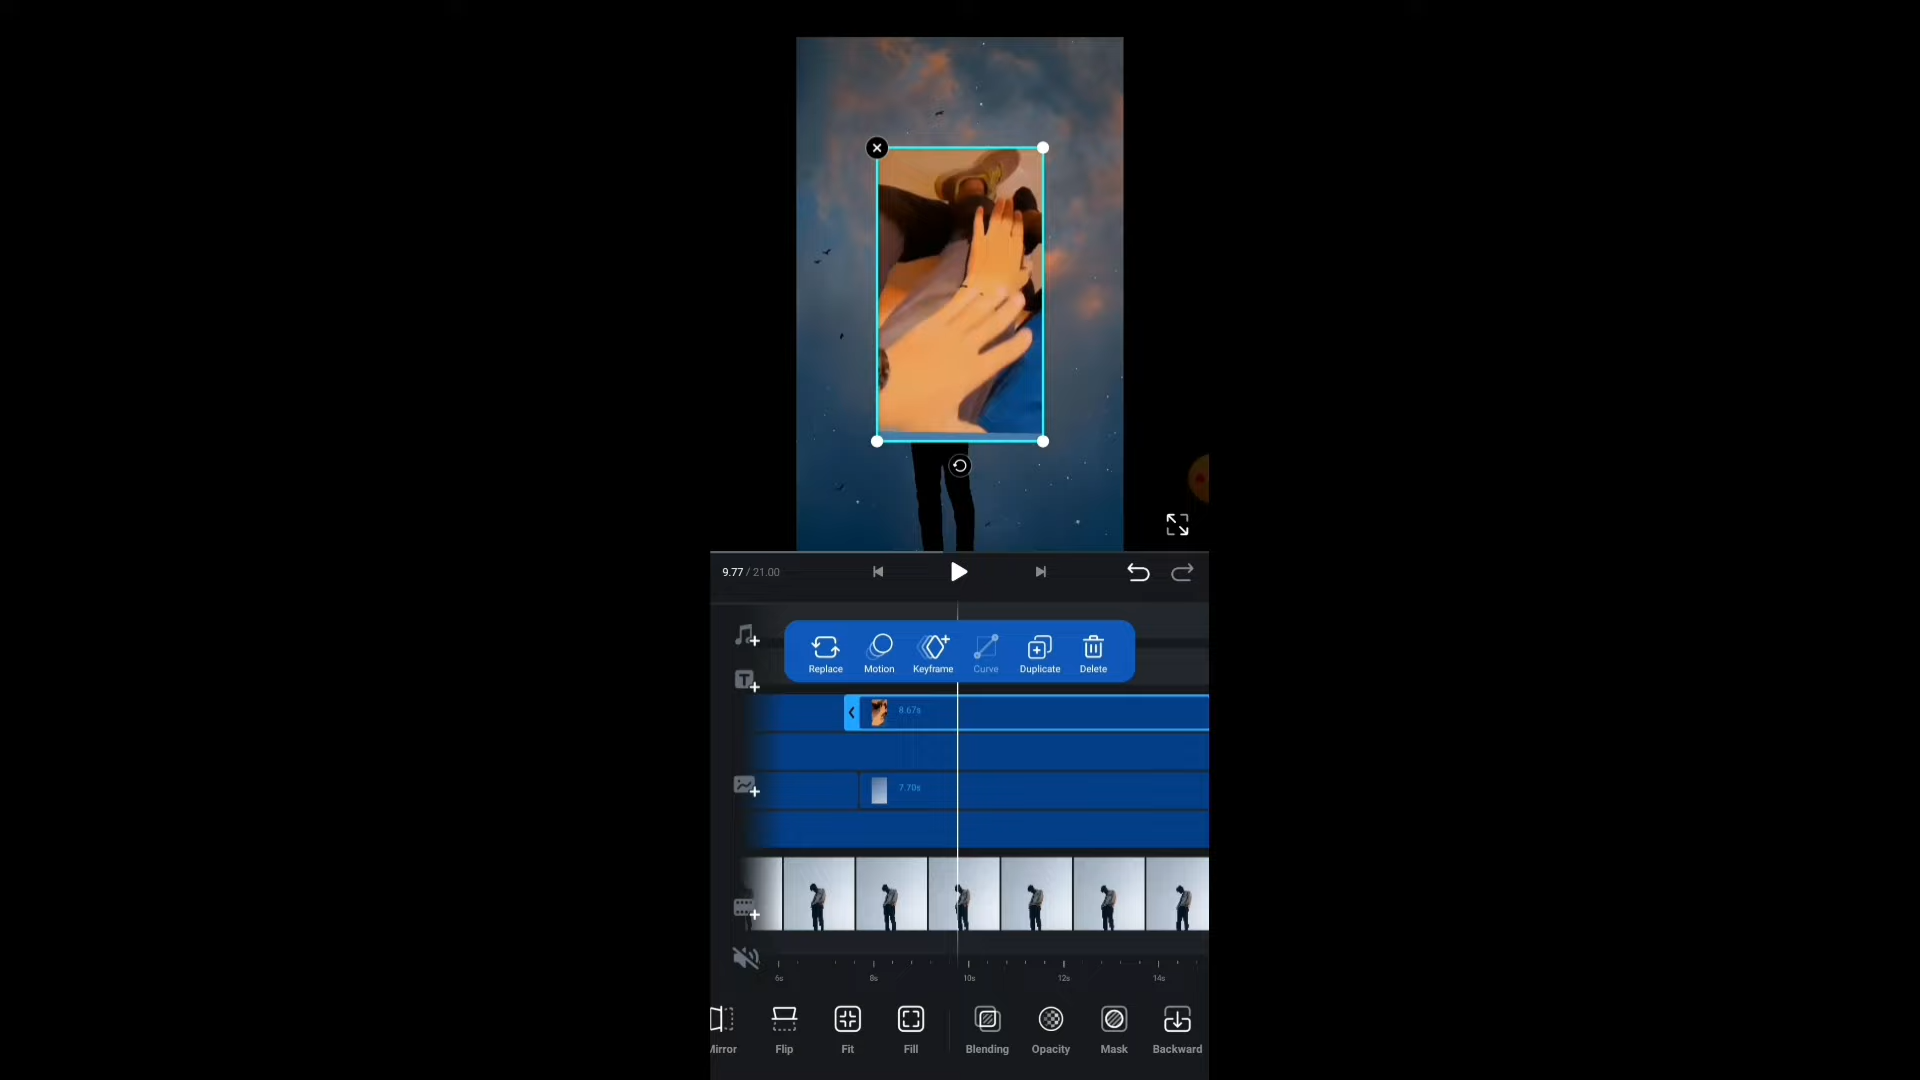 9.77 / 21.00
Replace
Motion
Keyframe
Curve
Duplicate
Delete
8.67s
7.70s
6s
8s
10s
12s
14s
Mirror
Flip
Fit
Fill
Blending
Opacity
Mask
Backward